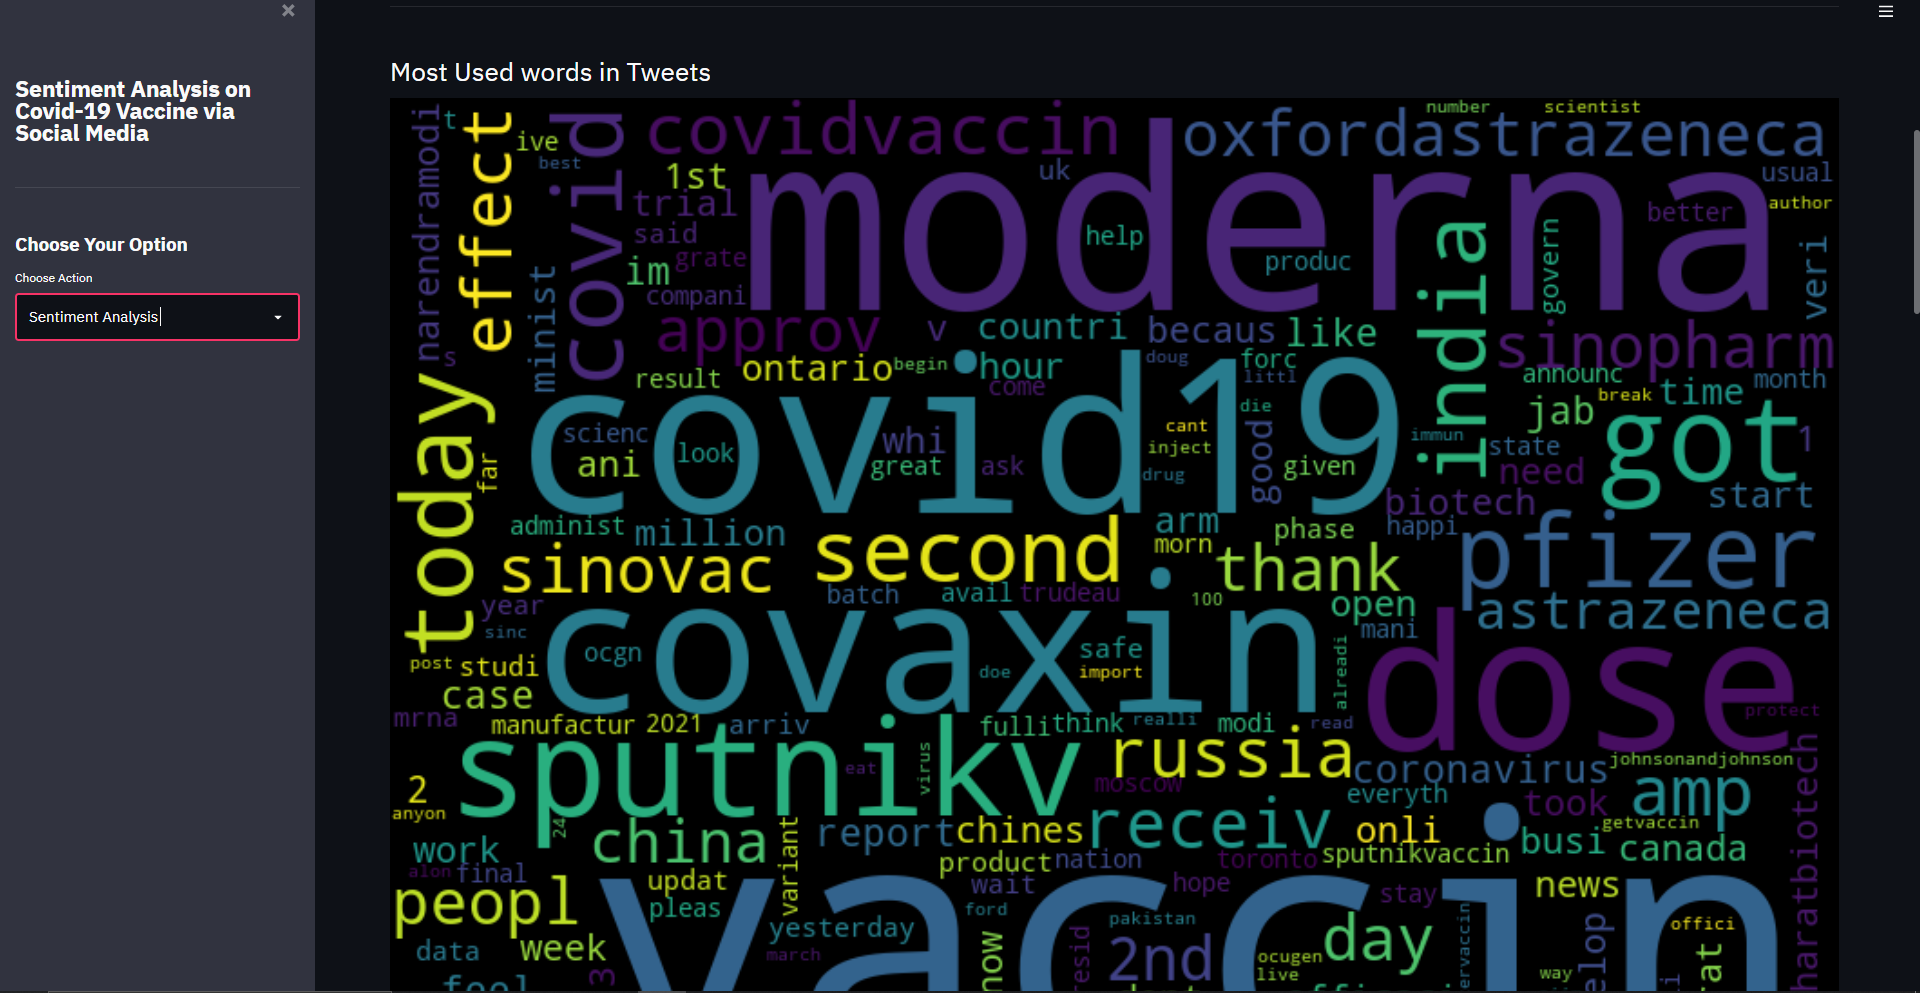 ×
Sentiment Analysis on
Covid-19 Vaccine via
Social Media
Choose Your Option
Choose Action
Sentiment Analysis
Most Used words in Tweets
narendramodi
t
effect
ive
best
covid
covidvaccin
1st
uk
number
scientist
oxfordastrazeneca
usual
trial
moderna
better
author
said
help
india
govern
veri
im
grate
produc
minist
compani
approv
v
countri
becaus
like
sinopharm
s
result
ontario
begin
hour
doug
forc
announc
month
come
littl
break
time
today
covid19
die
jab
got
1
scienc
whi
cant
good
immun
state
far
ani
look
great
ask
inject
given
need
drug
start
biotech
administ
million
second
arm
phase
happi
pfizer
sinovac
morn
thank
year
batch
avail
trudeau
100
open
astrazeneca
sinc
covaxin
mani
dose
ocgn
safe
alreadi
post
studi
doe
import
case
mrna
manufactur
2021
arriv
fulli
think
realli
modi
read
protect
sputnikv
russia
johnsonandjohnson
2
eat
virus
moscow
coronavirus
amp
haratbiotech
anyon
24
everyth
took
china
variant
report
chines
receiv
onli
getvaccin
work
product
nation
toronto
sputnikvaccin
busi
canada
alon
final
updat
wait
hope
stay
news
peopl
pleas
vaccin
ford
pakistan
offici
data
week
yesterday
2nd
day
march
ocugen
live
way
3
now
esid
ervaccin
elop
rat
feel